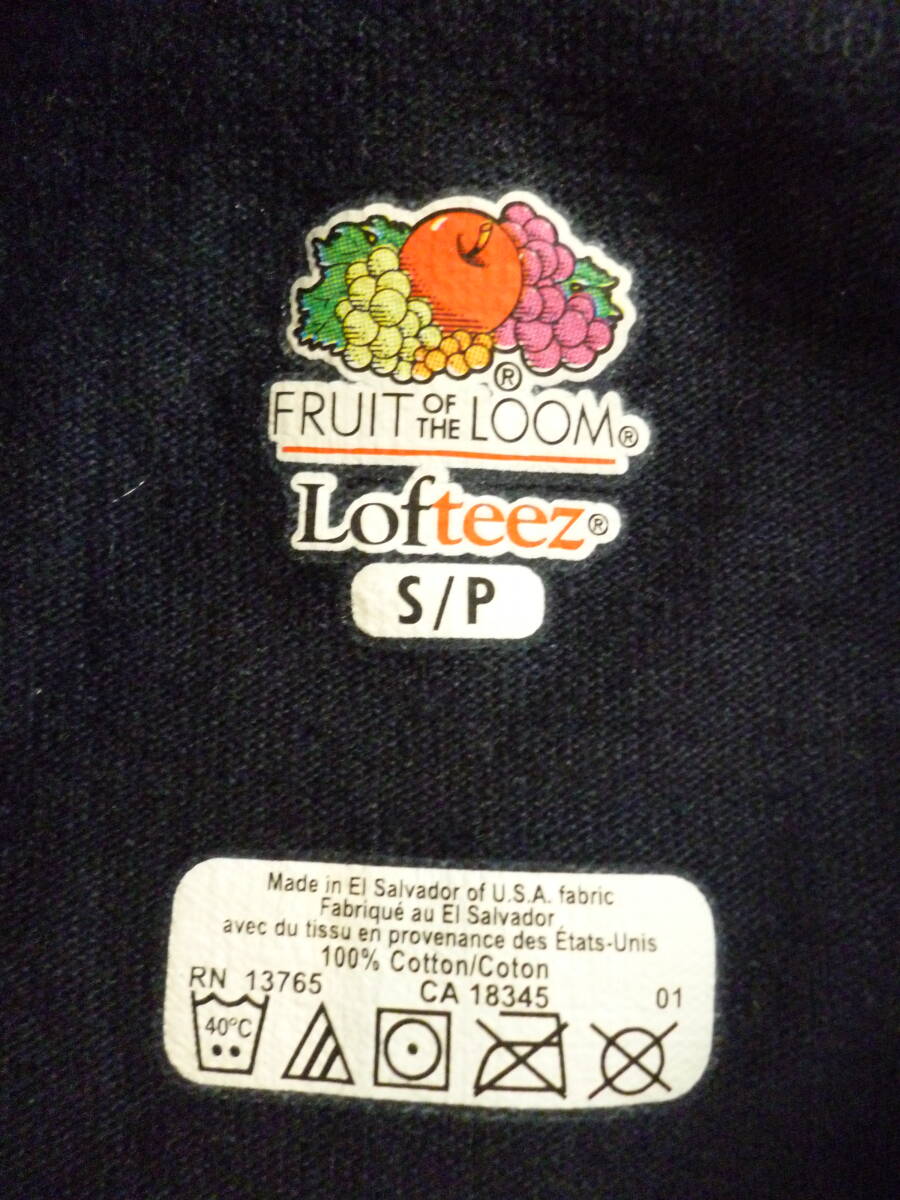 ®
FRUIT OF THE LOOM®
Lofteez®
S/P
Made in El Salvador of U.S.A. fabric
Fabriqué au El Salvador
avec du tissu en provenance des États-Unis
100% Cotton/Coton
RN 13765 CA 18345 01
40°C